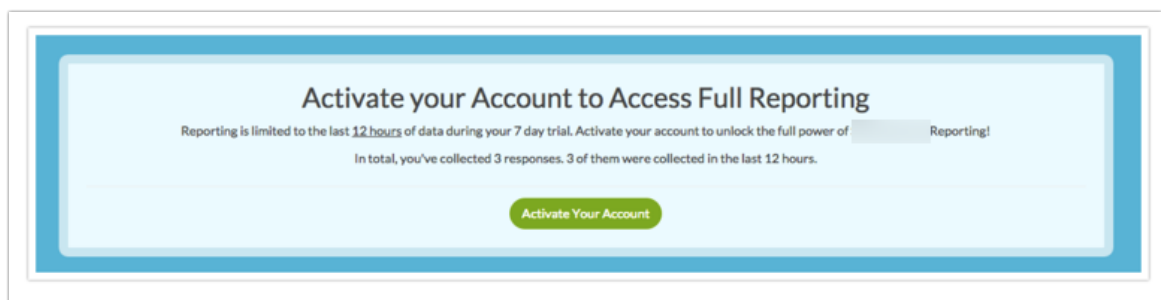 Activate your Account to Access Full Reporting
Reporting is limited to the last 12 hours of data during your 7 day trial. Activate your account to unlock the full power of Reporting!
In total, you've collected 3 responses. 3 of them were collected in the last 12 hours.
Activate Your Account